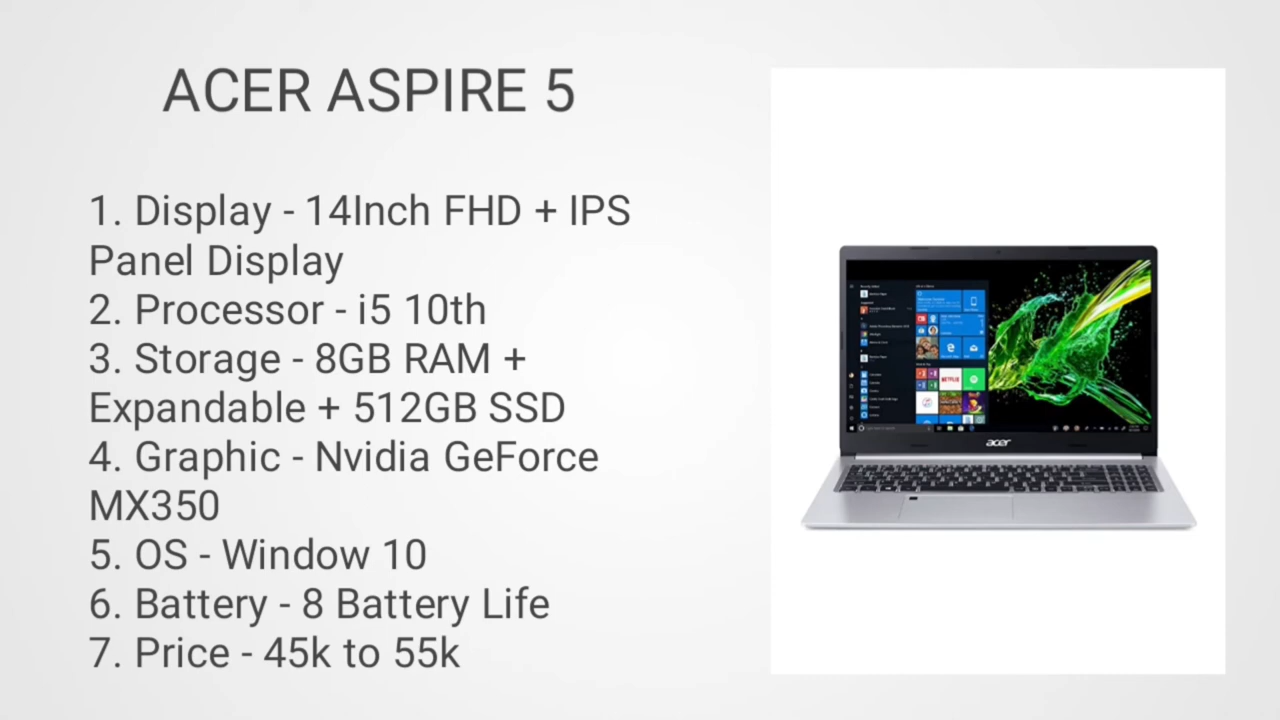 ACER ASPIRE 5
1. Display - 14Inch FHD + IPS
Panel Display
2. Processor - i5 10th
3. Storage - 8GB RAM +
Expandable + 512GB SSD
4. Graphic - Nvidia GeForce
MX350
5. OS - Window 10
6. Battery - 8 Battery Life
7. Price - 45k to 55k
NETFLIX
acer